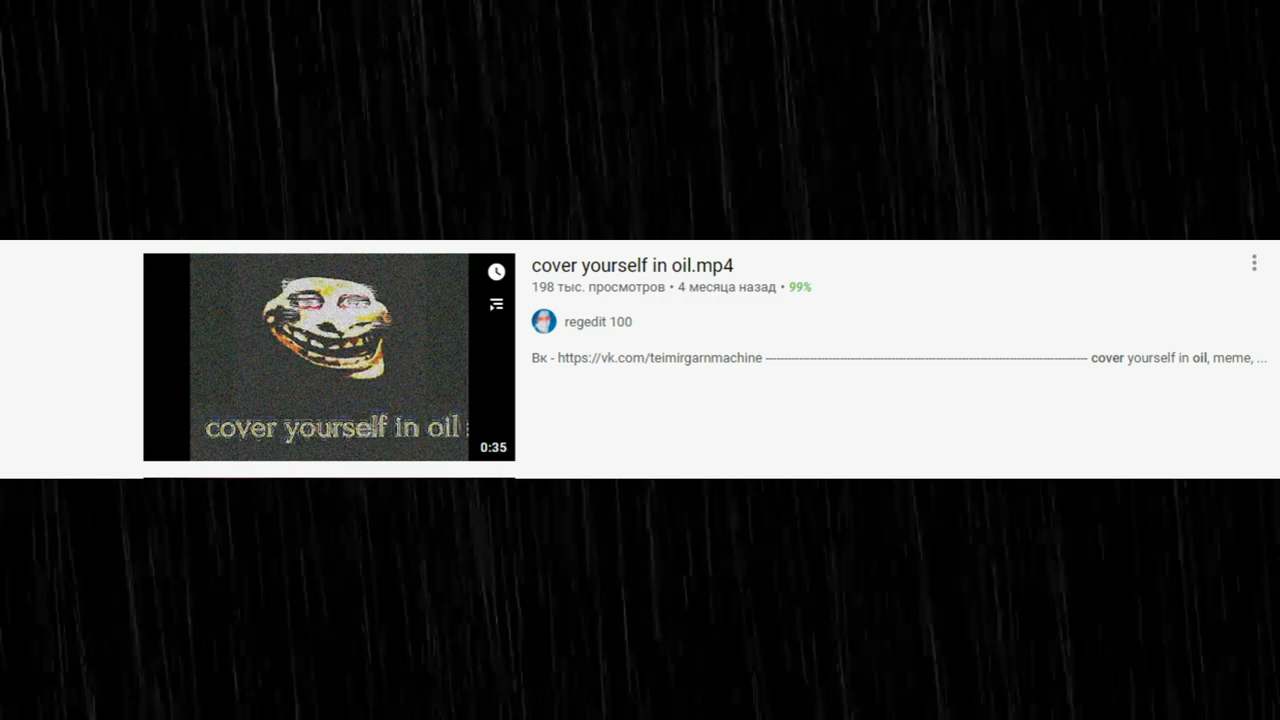 cover yourself in oil
0:35
cover yourself in oil.mp4
198 тыс. просмотров • 4 месяца назад • 99%
regedit 100
Вк - https://vk.com/teimirgarnmachine ---------------------------------------------------------------------------------------- cover yourself in oil, meme, ...